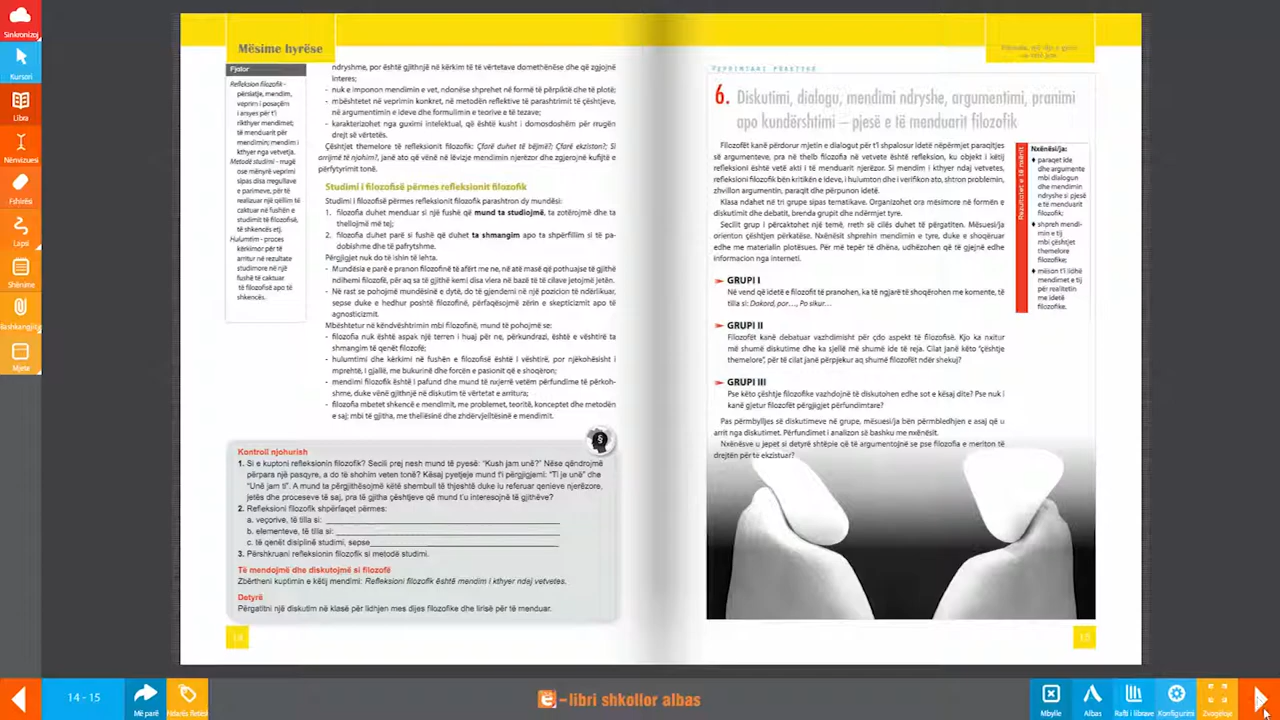 Sinkronizoj
Kursori
Libra
Nënvizues
Fshirës
Lapsi
Shënime
Bashkangjit
Mjete
Mësime hyrëse
Fjalor
Refleksion filozofik -
përsiatje, mendim,
veprim i posaçëm
i arsyes për t'i
rikthyer mendimet;
të menduarit për
mendimin; mendim i
kthyer nga vetvetja.
Metodë studimi - rrugë
ose mënyrë veprimi
sipas disa rregullave
e parimeve, për të
realizuar një qëllim të
caktuar në fushën e
studimit të filozofisë,
të shkencës etj.
Hulumtim - proces
kërkimor për të
arritur në rezultate
studimore në një
fushë të caktuar
të filozofisë apo të
shkencës.
ndryshme, por është gjithnjë në kërkim të të vërtetave domethënëse dhe që zgjojnë
interes;
- nuk e imponon mendimin e vet, ndonëse shprehet në formë të përpiktë dhe të plotë;
- mbështetet në veprimin konkret, në metodën reflektive të parashtrimit të çështjeve,
në argumentimin e ideve dhe formulimin e teorive e të tezave;
- karakterizohet nga guximi intelektual, që është kusht i domosdoshëm për rrugën
drejt së vërtetës.
Çështjet themelore të refleksionit filozofik: Çfarë duhet të bëjmë?; Çfarë ekziston?; Si
arrijmë të njohim?, janë ato që vënë në lëvizje mendimin njerëzor dhe zgjerojnë kufijtë e
përfytyrimit tonë.
Studimi i filozofisë përmes refleksionit filozofik
Studimi i filozofisë përmes refleksionit filozofik parashtron dy mundësi:
1. filozofia duhet menduar si një fushë që mund ta studiojmë, ta zotërojmë dhe ta
thellojmë më tej;
2. filozofia duhet parë si fushë që duhet ta shmangim apo ta shpërfillim si të pa-
dobishme dhe të pafrytshme.
Përgjigjet nuk do të ishin të lehta.
- Mundësia e parë e pranon filozofinë të afërt me ne, në atë masë që pothuajse të gjithë
ndihemi filozofë, për aq sa të gjithë kemi disa vlera në bazë të të cilave jetojmë jetën.
- Në rast se pohojmë mundësinë e dytë, do të gjendemi në një pozicion të ndërlikuar,
sepse duke e hedhur poshtë filozofinë, përfaqësojmë zërin e skepticizmit apo të
agnosticizmit.
Mbështetur në këndvështrimin mbi filozofinë, mund të pohojmë se:
- filozofia nuk është aspak një terren i huaj për ne, përkundrazi, është e vështirë ta
shmangim të qenët filozofë;
- hulumtimi dhe kërkimi në fushën e filozofisë është i vështirë, por njëkohësisht i
mprehtë, i gjallë, me bukurinë dhe forcën e pasionit që e shoqëron;
- mendimi filozofik është i pafund dhe mund të nxjerrë vetëm përfundime të përkoh-
shme, duke vënë gjithnjë në diskutim të vërtetat e arritura;
- filozofia mbetet shkencë e mendimit, me problemet, teoritë, konceptet dhe metodën
e saj; mbi të gjitha, me thellësinë dhe zhdërvjelltësinë e mendimit.
§
Kontroll njohurish
1. Si e kuptoni refleksionin filozofik? Secili prej nesh mund të pyesë: "Kush jam unë?" Nëse qëndrojmë
përpara një pasqyre, a do të shohim veten tonë? Kësaj pyetjeje mund t'i përgjigjemi: "Ti je unë" dhe
"Unë jam ti". A mund ta përgjithësojmë këtë shembull të thjeshtë duke iu referuar qenieve njerëzore,
jetës dhe proceseve të saj, pra të gjitha çështjeve që mund t'u interesojnë të gjithëve?
2. Refleksioni filozofik shpërfaqet përmes:
a. veçorive, të tilla si:
b. elementeve, të tilla si:
c. të qenët disiplinë studimi, sepse
3. Përshkruani refleksionin filozofik si metodë studimi.
Të mendojmë dhe diskutojmë si filozofë
Zbërtheni kuptimin e këtij mendimi: Refleksioni filozofik është mendim i kthyer ndaj vetvetes.
Detyrë
Përgatitni një diskutim në klasë për lidhjen mes dijes filozofike dhe lirisë për të menduar.
14
VEPRIMTARI PRAKTIKE
6. Diskutimi, dialogu, mendimi ndryshe, argumentimi, pranimi
apo kundërshtimi – pjesë e të menduarit filozofik
Filozofët kanë përdorur mjetin e dialogut për t'i shpalosur idetë nëpërmjet paraqitjes
së argumenteve, pra në thelb filozofia në vetvete është refleksion, ku objekt i këtij
refleksioni është vetë akti i të menduarit njerëzor. Si mendim i kthyer ndaj vetvetes,
refleksioni filozofik bën kritikën e ideve, i hulumton dhe i verifikon ato, shtron problemin,
zhvillon argumentin, paraqit dhe përpunon idetë.
Klasa ndahet në tri grupe sipas tematikave. Organizohet ora mësimore në formën e
diskutimit dhe debatit, brenda grupit dhe ndërmjet tyre.
Secilit grup i përcaktohet një temë, rreth së cilës duhet të përgatiten. Mësuesi/ja
orienton çështjen përkatëse. Nxënësit shprehin mendimin e tyre, duke e shoqëruar
edhe me materialin plotësues. Për më tepër të dhëna, udhëzohen që të gjejnë edhe
informacion nga interneti.
GRUPI I
Në vend që idetë e filozofit të pranohen, ka të ngjarë të shoqërohen me komente, të
tilla si: Dakord, por…, Po sikur…
GRUPI II
Filozofët kanë debatuar vazhdimisht për çdo aspekt të filozofisë. Kjo ka nxitur
më shumë diskutime dhe ka sjellë më shumë ide të reja. Cilat janë këto "çështje
themelore", për të cilat janë përpjekur aq shumë filozofët ndër shekuj?
GRUPI III
Pse këto çështje filozofike vazhdojnë të diskutohen edhe sot e kësaj dite? Pse nuk i
kanë gjetur filozofët përgjigjet përfundimtare?
Pas përmbylljes së diskutimeve në grupe, mësuesi/ja bën përmbledhjen e asaj që u
arrit nga diskutimet. Përfundimet i analizon së bashku me nxënësit.
Nxënësve u jepet si detyrë shtëpie që të argumentojnë se pse filozofia e meriton të
drejtën për të ekzistuar?
Rezultatet e të nxënit
Nxënësi/ja:
♦ paraqet ide
dhe argumente
mbi dialogun
dhe mendimin
ndryshe si pjesë
e të menduarit
filozofik;
♦ shpreh mendi-
min e tij
mbi çështjet
themelore
filozofike;
♦ mëson t'i lidhë
mendimet e tij
për realitetin
me idetë
filozofike.
15
14 - 15
Më parë
e-libri shkollor albas
Mbylle
Albas
Rafti i librave
Konfigurimi
Zvogëloje